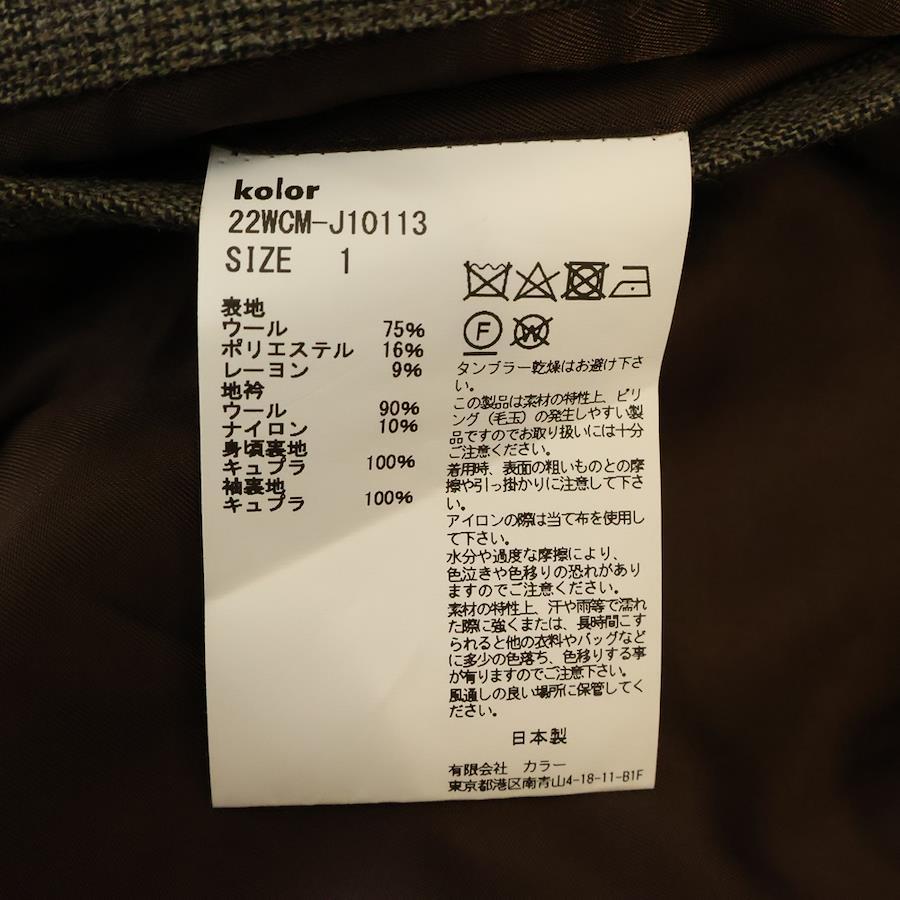 kolor
22WCM-J10113
SIZE 1
表地
ウール 75%
ポリエステル 16%
レーヨン 9%
地衿
ウール 90%
ナイロン 10%
身頃裏地
キュプラ 100%
袖裏地
キュプラ 100%
F W
タンブラー乾燥はお避け下さ
い。
この製品は素材の特性上、ピリ
ング（毛玉）の発生しやすい製
品ですのでお取り扱いには十分
ご注意ください。
着用時、表面の粗いものとの摩
擦や引っ掛かりに注意して下さ
い。
アイロンの際は当て布を使用し
て下さい。
水分や過度な摩擦により、
色泣きや色移りの恐れがあり
ますのでご注意ください。
素材の特性上、汗や雨等で濡れ
た際に強くまたは、長時間こす
られると他の衣料やバッグなど
に多少の色落ち、色移りする事
が有りますのでご注意下さい。
風通しの良い場所に保管してく
ださい。
日本製
有限会社 カラー
東京都港区南青山4-18-11-B1F